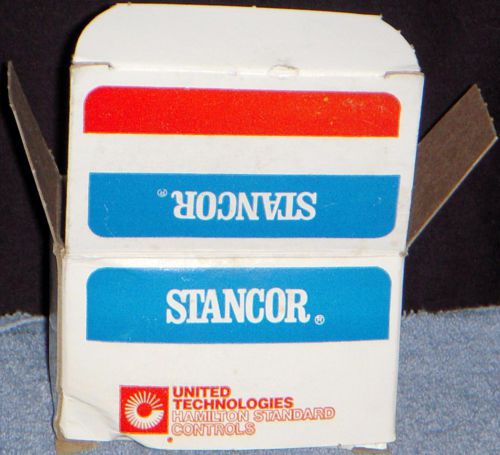 STANCOR®
STANCOR®
UNITED
TECHNOLOGIES
HAMILTON STANDARD
CONTROLS
®